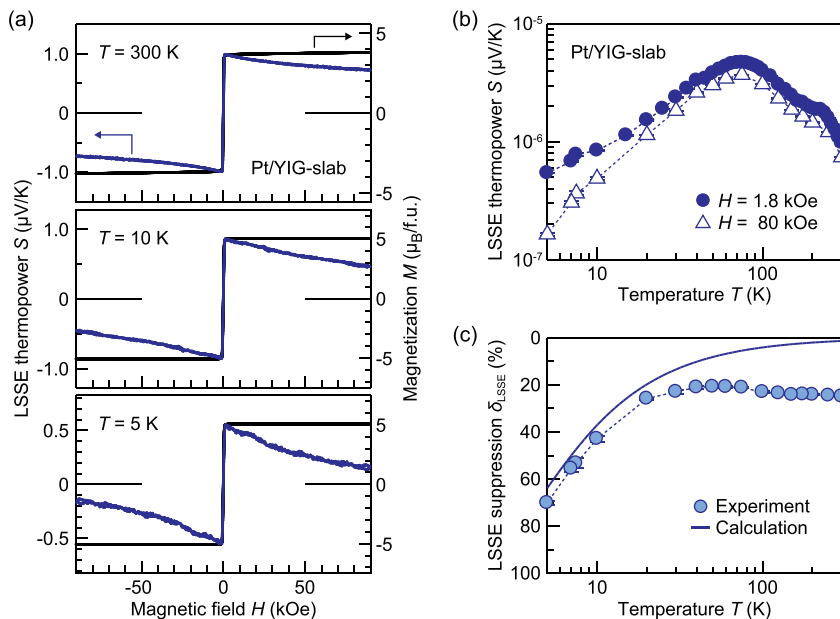 (a)
T = 300 K
Pt/YIG-slab
1.0
0
-1.0
5
0
-5
T = 10 K
1.0
0
-1.0
5
0
-5
T = 5 K
0.5
0
-0.5
5
0
-5
-50
0
50
Magnetic field H (kOe)
LSSE thermopower S (μV/K)
Magnetization M (μB/f.u.)
(b)
Pt/YIG-slab
10-5
10-6
10-7
H = 1.8 kOe
H = 80 kOe
10
100
Temperature T (K)
LSSE thermopower S (μV/K)
(c)
0
20
40
60
80
100
Experiment
Calculation
10
100
Temperature T (K)
LSSE suppression δLSSE (%)